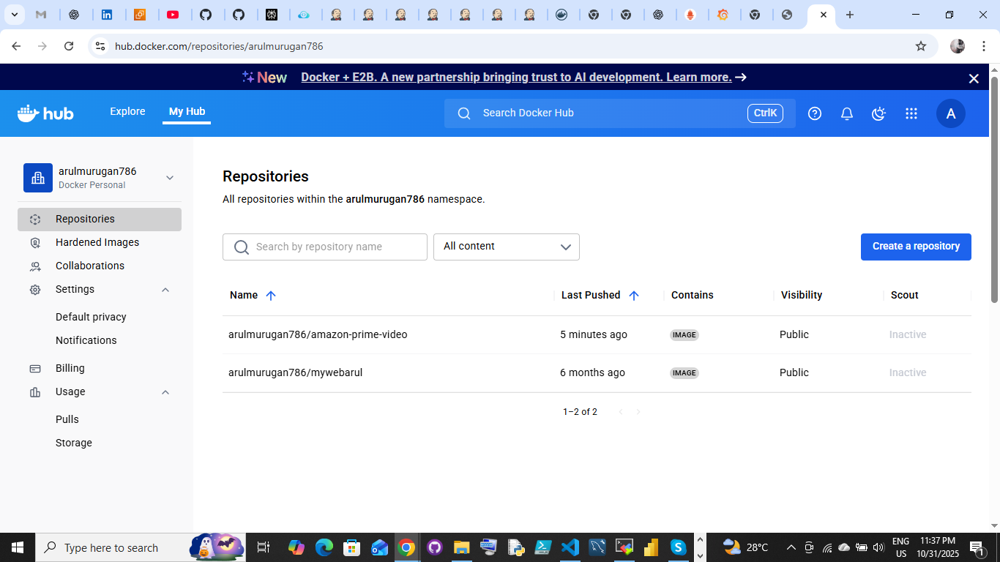 hub.docker.com/repositories/arulmurugan786
New Docker + E2B. A new partnership bringing trust to AI development. Learn more. →
hub Explore My Hub Search Docker Hub CtrlK A
arulmurugan786
Docker Personal
Repositories
Hardened Images
Collaborations
Settings
Default privacy
Notifications
Billing
Usage
Pulls
Storage
Repositories
All repositories within the arulmurugan786 namespace.
Search by repository name All content Create a repository
Name Last Pushed Contains Visibility Scout
arulmurugan786/amazon-prime-video 5 minutes ago IMAGE Public Inactive
arulmurugan786/mywebarul 6 months ago IMAGE Public Inactive
1–2 of 2
Type here to search 28°C ENG US 11:37 PM 10/31/2025 1